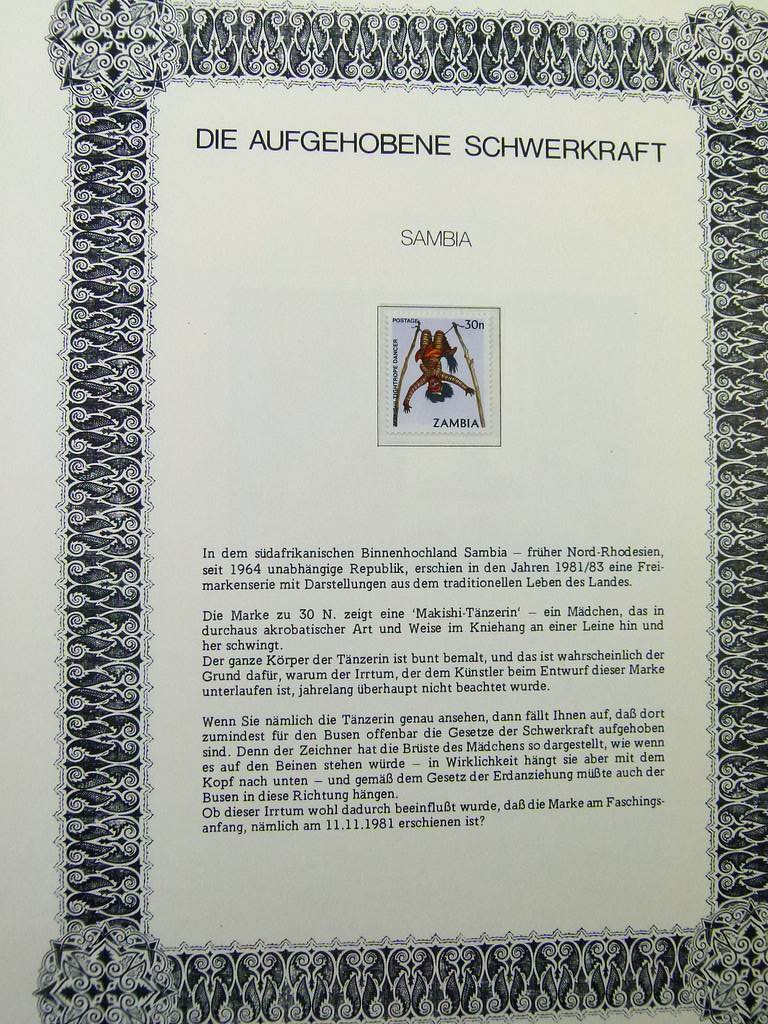 DIE AUFGEHOBENE SCHWERKRAFT
SAMBIA
POSTAGE
30n
TIGHTROPE DANCER
ZAMBIA
In dem südafrikanischen Binnenhochland Sambia – früher Nord-Rhodesien,
seit 1964 unabhängige Republik, erschien in den Jahren 1981/83 eine Frei-
markenserie mit Darstellungen aus dem traditionellen Leben des Landes.
Die Marke zu 30 N. zeigt eine 'Makishi-Tänzerin' – ein Mädchen, das in
durchaus akrobatischer Art und Weise im Kniehang an einer Leine hin und
her schwingt.
Der ganze Körper der Tänzerin ist bunt bemalt, und das ist wahrscheinlich der
Grund dafür, warum der Irrtum, der dem Künstler beim Entwurf dieser Marke
unterlaufen ist, jahrelang überhaupt nicht beachtet wurde.
Wenn Sie nämlich die Tänzerin genau ansehen, dann fällt Ihnen auf, daß dort
zumindest für den Busen offenbar die Gesetze der Schwerkraft aufgehoben
sind. Denn der Zeichner hat die Brüste des Mädchens so dargestellt, wie wenn
es auf den Beinen stehen würde – in Wirklichkeit hängt sie aber mit dem
Kopf nach unten – und gemäß dem Gesetz der Erdanziehung müßte auch der
Busen in diese Richtung hängen.
Ob dieser Irrtum wohl dadurch beeinflußt wurde, daß die Marke am Faschings-
anfang, nämlich am 11.11.1981 erschienen ist?